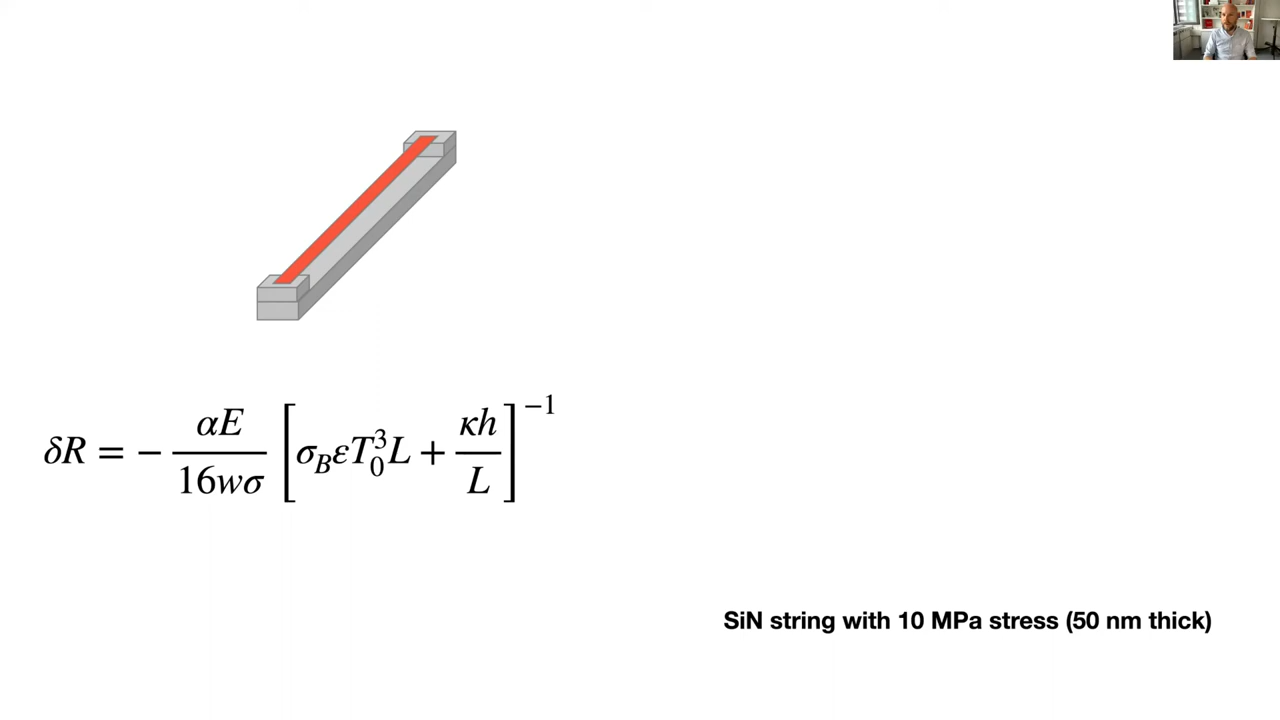 δR = − αE / 16wσ [ σ_B ε T_0^3 L + κh / L ]^−1
SiN string with 10 MPa stress (50 nm thick)